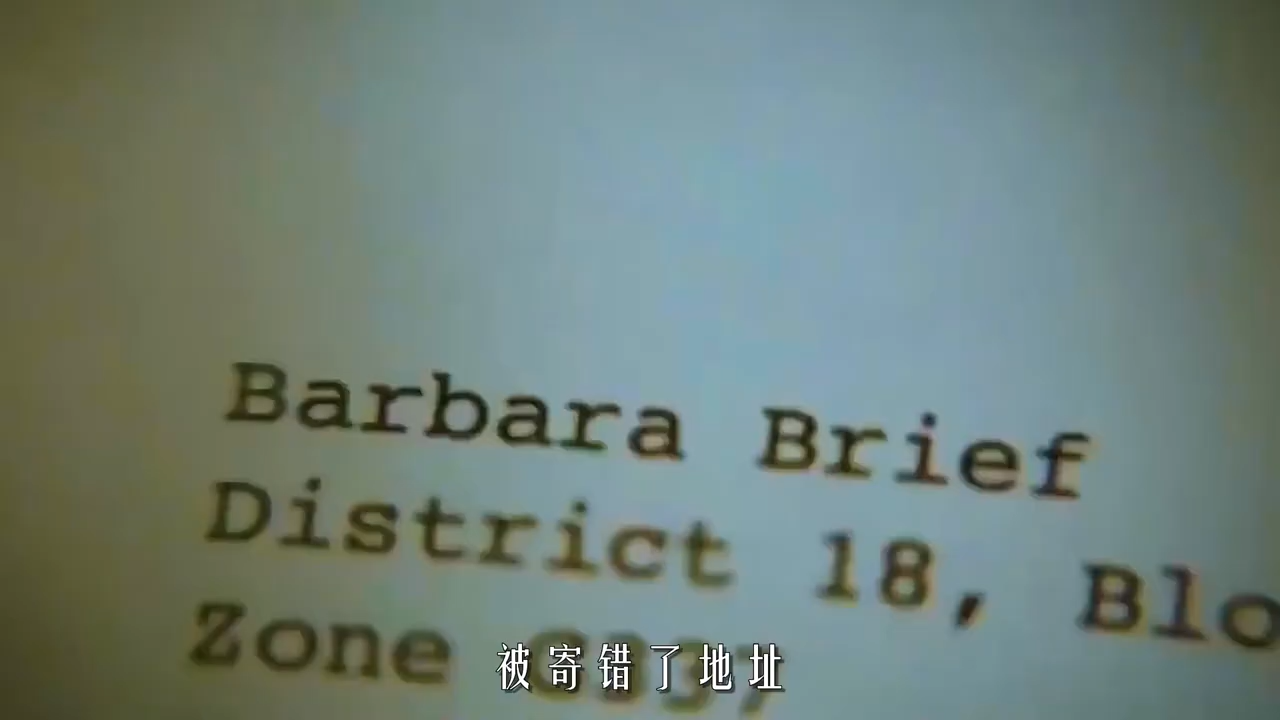 Barbara Brief
District 18, Blo
Zone
被寄错了地址